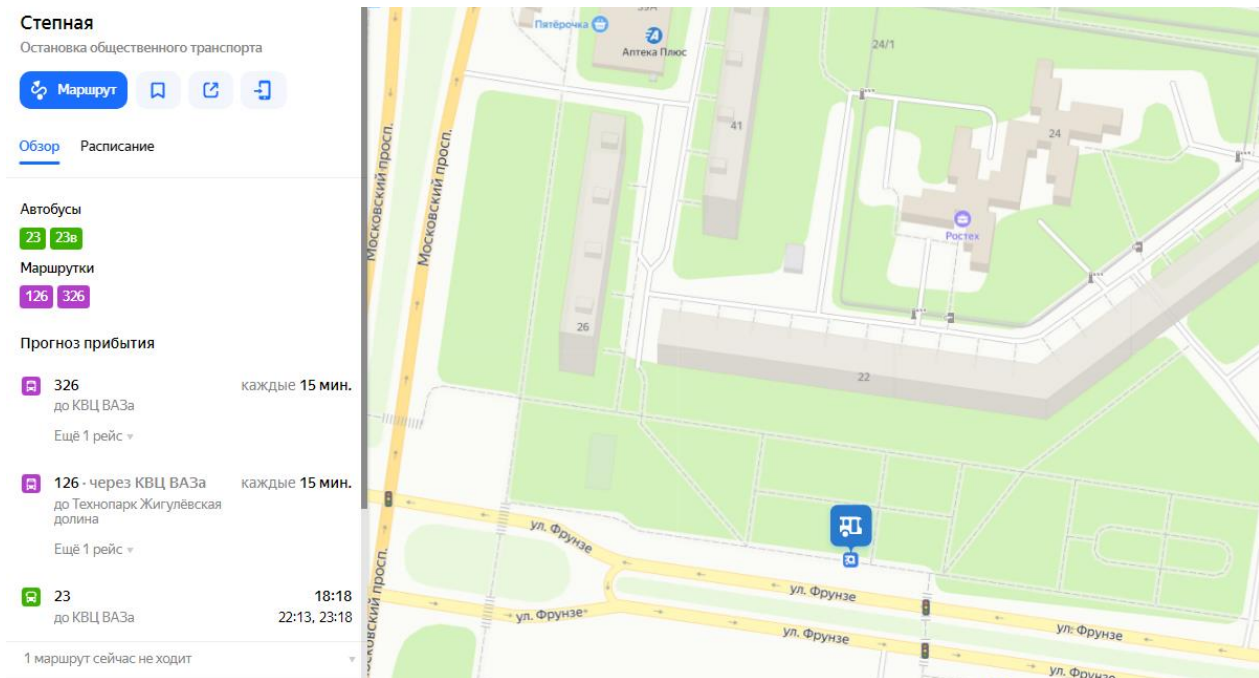 Степная
Остановка общественного транспорта
Маршрут
Обзор Расписание
Автобусы
23 23в
Маршрутки
126 326
Прогноз прибытия
326 каждые 15 мин.
до КВЦ ВАЗа
Ещё 1 рейс
126 · через КВЦ ВАЗа каждые 15 мин.
до Технопарк Жигулёвская
долина
Ещё 1 рейс
23 18:18
до КВЦ ВАЗа 22:13, 23:18
1 маршрут сейчас не ходит
Пятёрочка
Аптека Плюс
24/1
41
24
Московский просп.
Московский просп.
Ростех
26
22
ул. Фрунзе
ул. Фрунзе
ул. Фрунзе
ул. Фрунзе
ул. Фрунзе
ул. Фрунзе